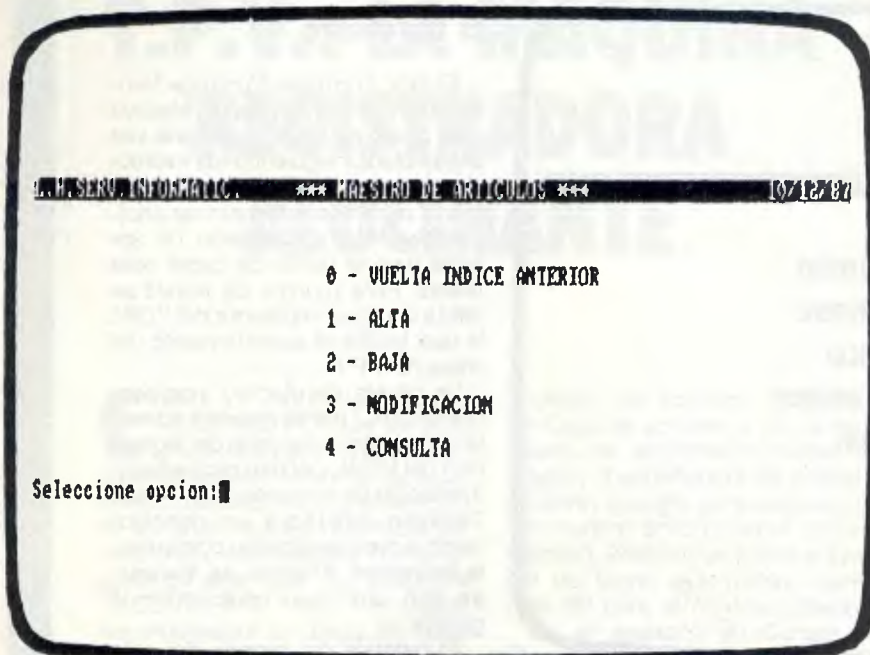 SERV.INFORMATIC. *** MAESTRO DE ARTICULOS *** 10/12/87
0 - VUELTA INDICE ANTERIOR
1 - ALTA
2 - BAJA
3 - MODIFICACION
4 - CONSULTA
Seleccione opcion: